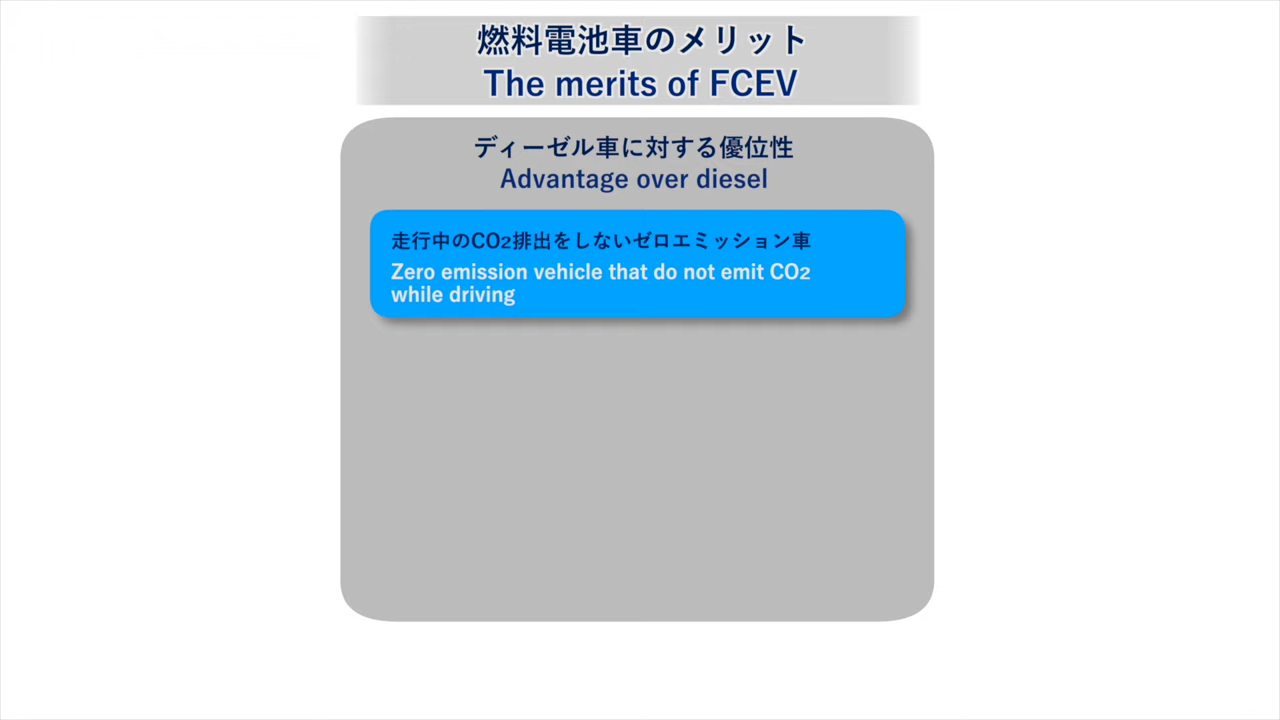 燃料電池車のメリット
The merits of FCEV
ディーゼル車に対する優位性
Advantage over diesel
走行中のCO2排出をしないゼロエミッション車
Zero emission vehicle that do not emit CO2
while driving